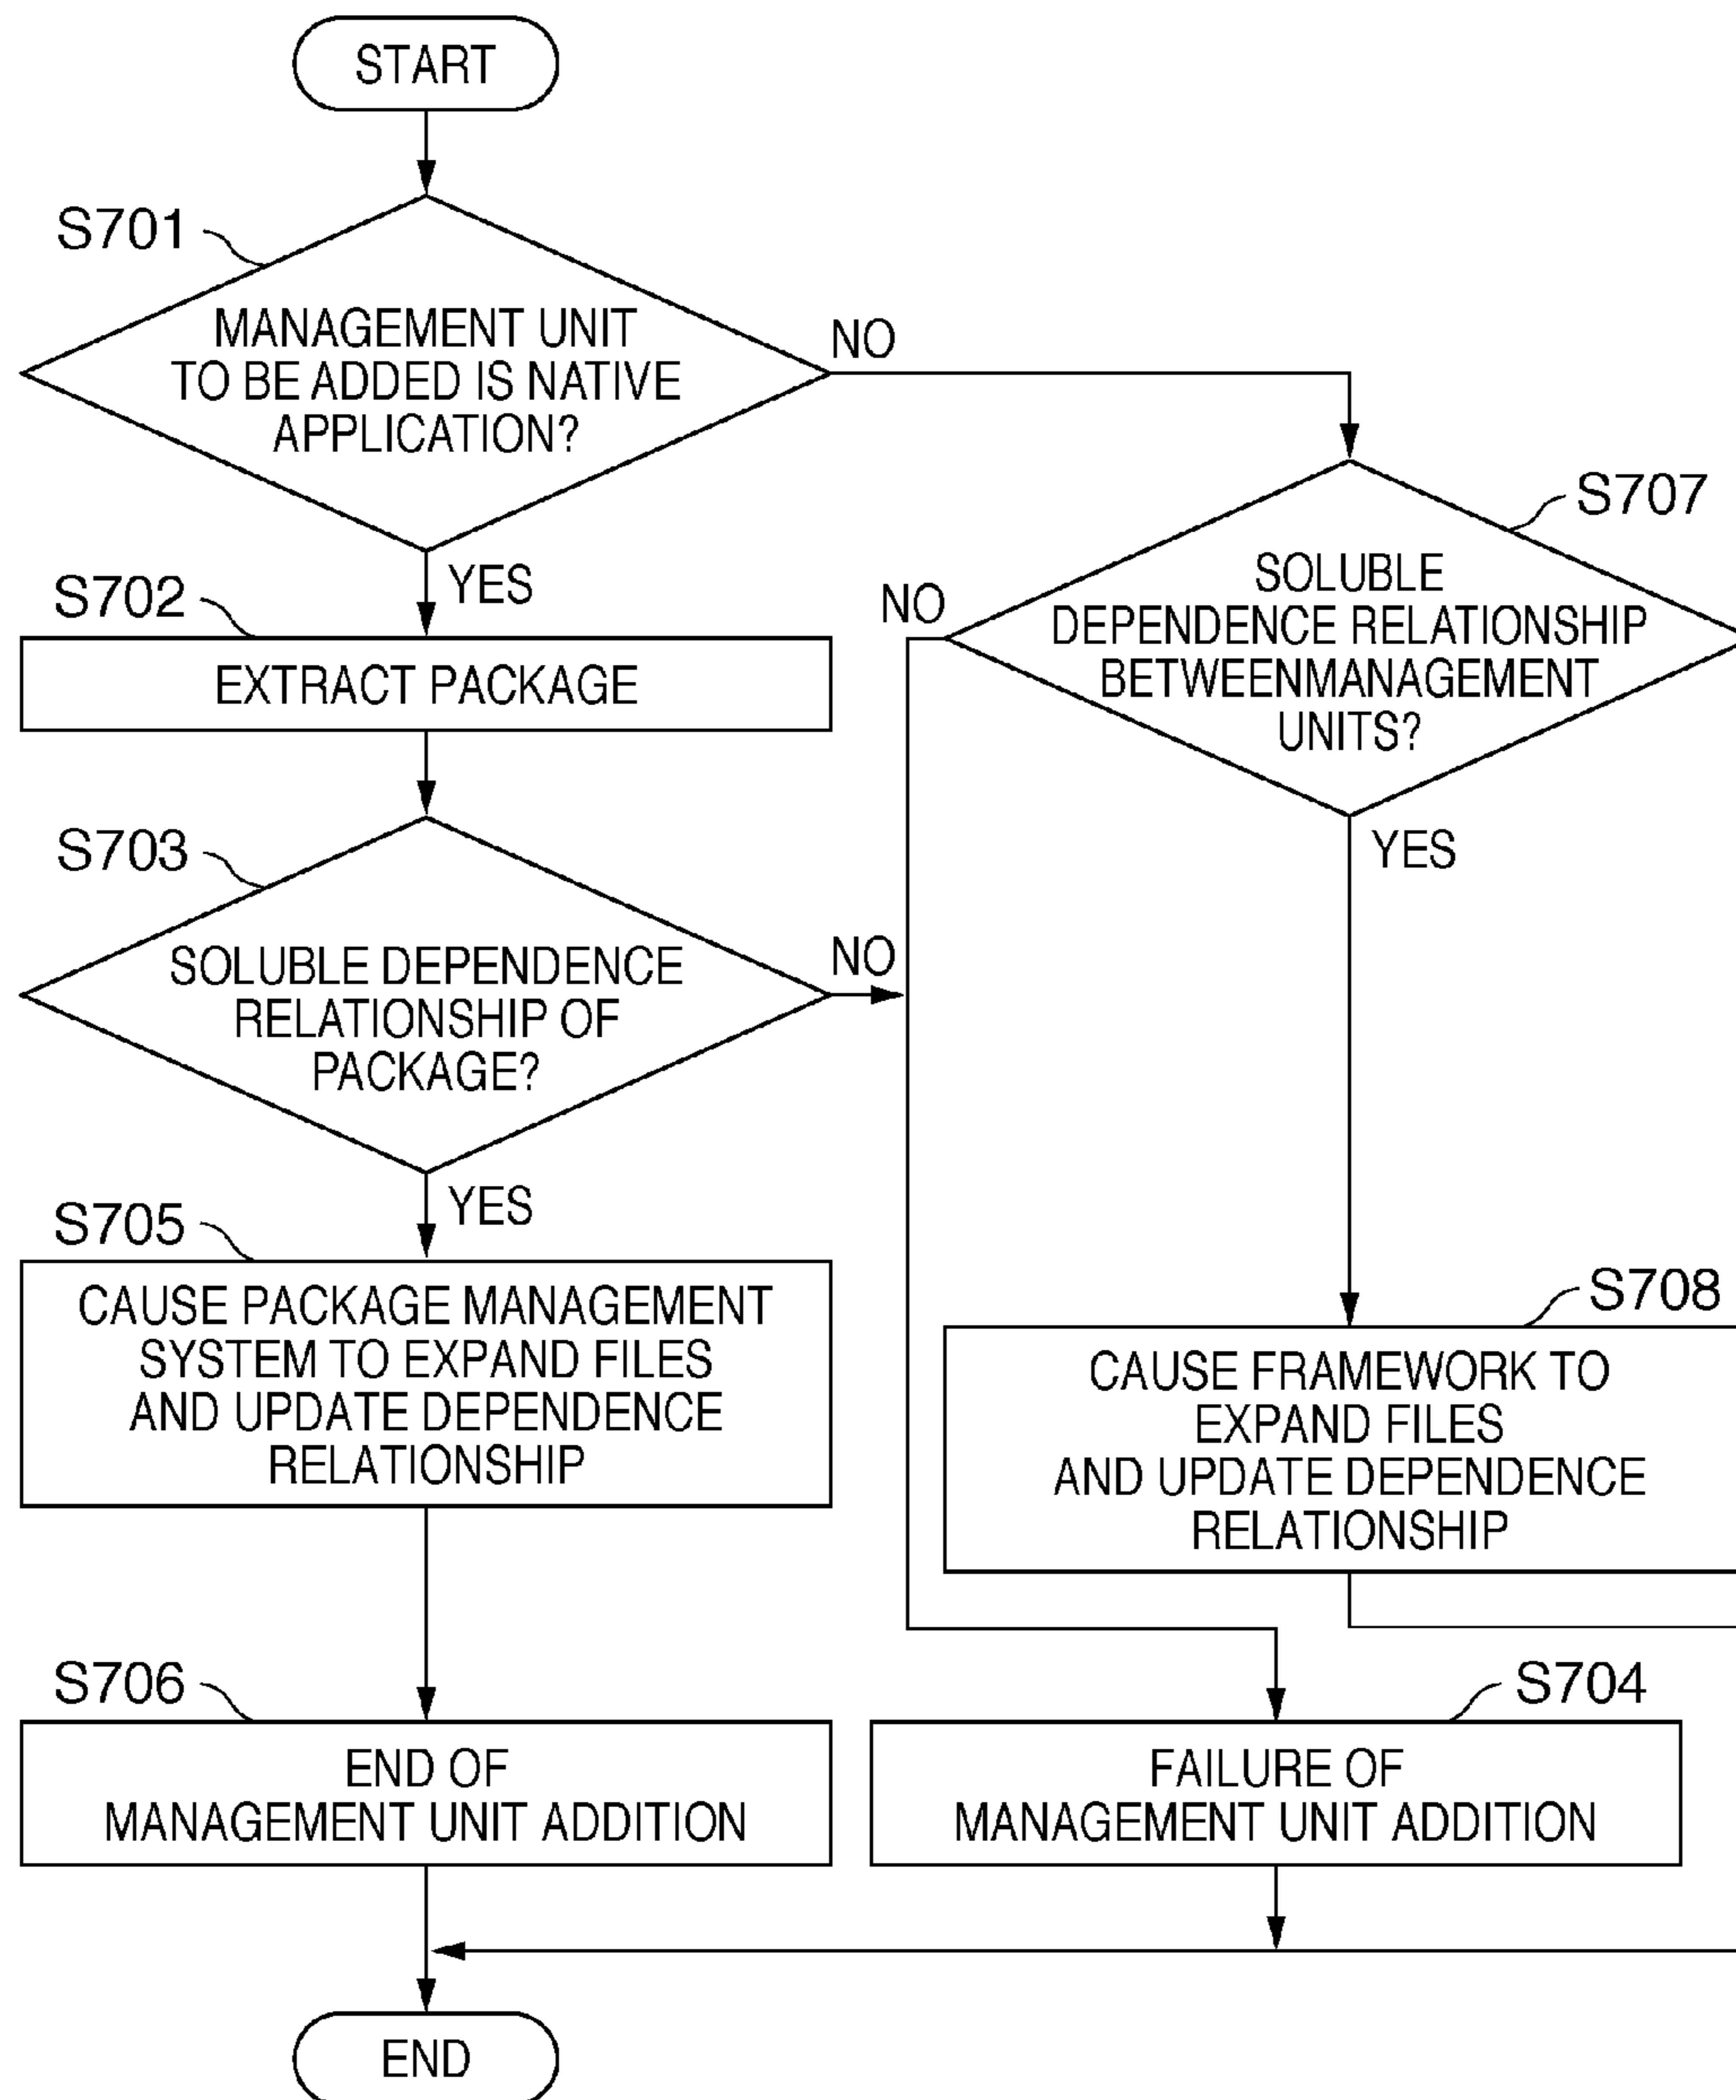 START
S701
MANAGEMENT UNIT
TO BE ADDED IS NATIVE
APPLICATION?
NO
YES
S702
EXTRACT PACKAGE
S703
SOLUBLE DEPENDENCE
RELATIONSHIP OF
PACKAGE?
NO
YES
S705
CAUSE PACKAGE MANAGEMENT
SYSTEM TO EXPAND FILES
AND UPDATE DEPENDENCE
RELATIONSHIP
S706
END OF
MANAGEMENT UNIT ADDITION
S707
SOLUBLE
DEPENDENCE RELATIONSHIP
BETWEENMANAGEMENT
UNITS?
NO
YES
S708
CAUSE FRAMEWORK TO
EXPAND FILES
AND UPDATE DEPENDENCE
RELATIONSHIP
S704
FAILURE OF
MANAGEMENT UNIT ADDITION
END